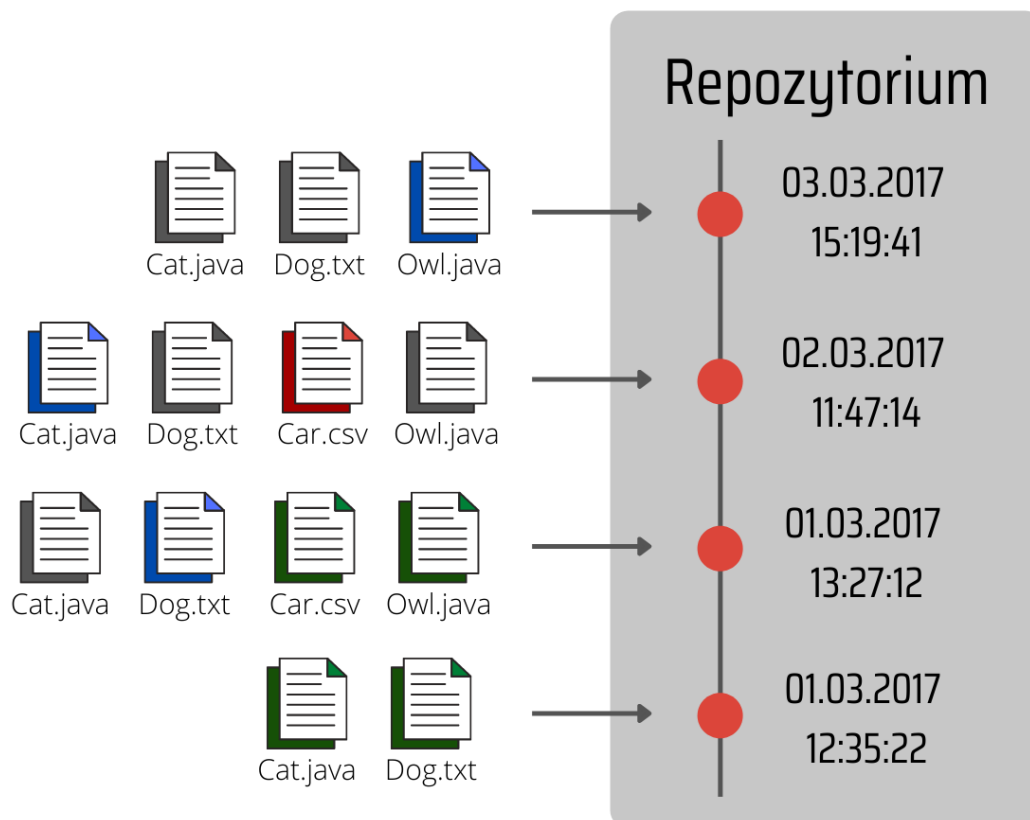 Repozytorium
Cat.java Dog.txt Owl.java
03.03.2017
15:19:41
Cat.java Dog.txt Car.csv Owl.java
02.03.2017
11:47:14
Cat.java Dog.txt Car.csv Owl.java
01.03.2017
13:27:12
Cat.java Dog.txt
01.03.2017
12:35:22